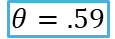 θ = .59